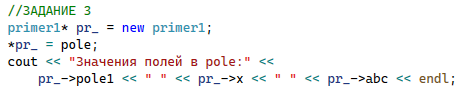 //ЗАДАНИЕ 3
primer1* pr_ = new primer1;
*pr_ = pole;
cout << "Значения полей в pole:" <<
    pr_->pole1 << " " << pr_->x << " " << pr_->abc << endl;